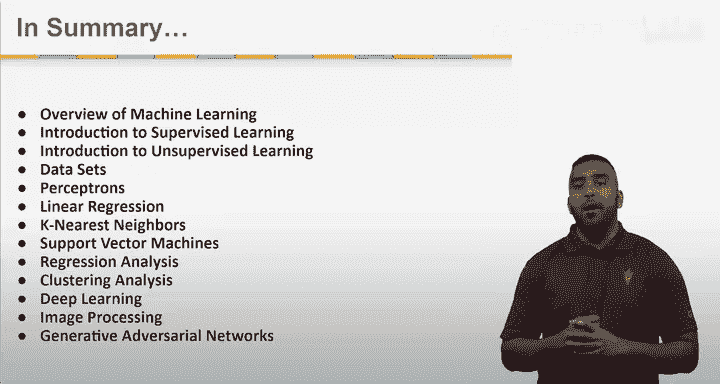 In Summary...
● Overview of Machine Learning
● Introduction to Supervised Learning
● Introduction to Unsupervised Learning
● Data Sets
● Perceptrons
● Linear Regression
● K-Nearest Neighbors
● Support Vector Machines
● Regression Analysis
● Clustering Analysis
● Deep Learning
● Image Processing
● Generative Adversarial Networks